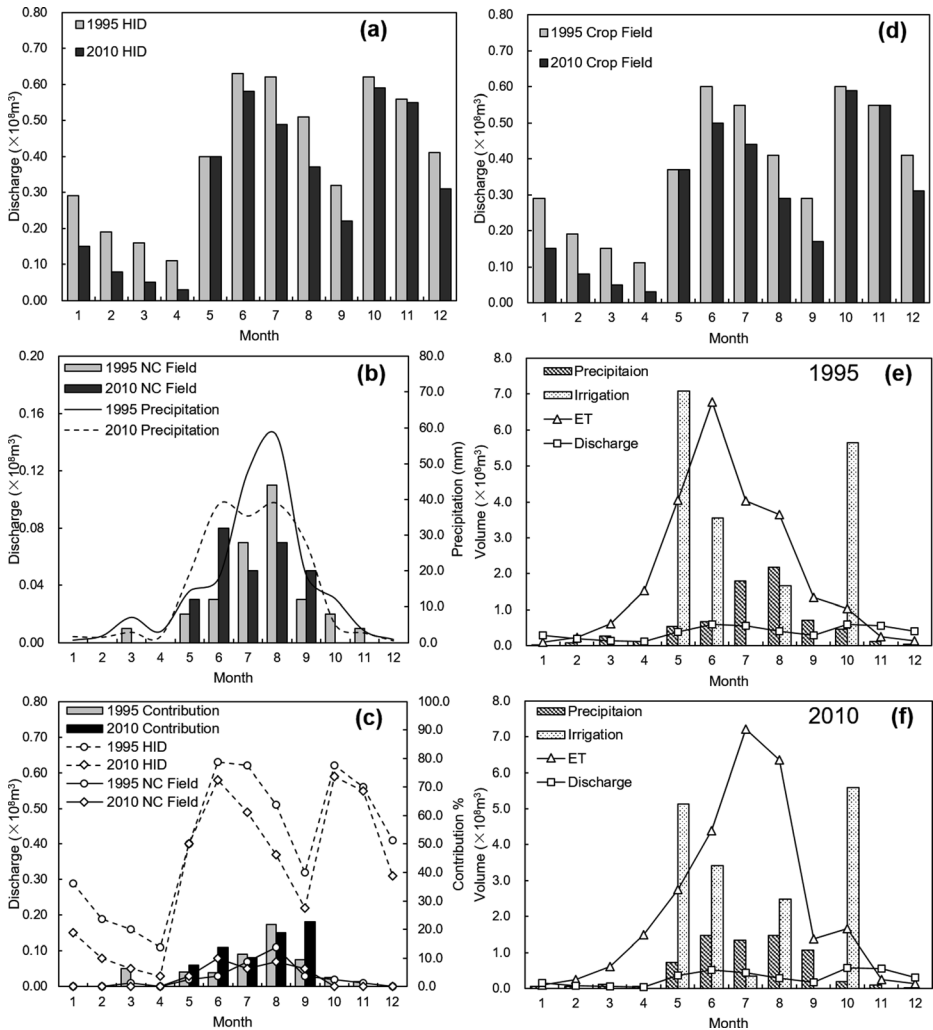 (a)
1995 HID
2010 HID
Discharge (×10⁸m³)
0.80
0.70
0.60
0.50
0.40
0.30
0.20
0.10
0.00
1 2 3 4 5 6 7 8 9 10 11 12
Month
(d)
1995 Crop Field
2010 Crop Field
Discharge (×10⁸m³)
0.80
0.70
0.60
0.50
0.40
0.30
0.20
0.10
0.00
1 2 3 4 5 6 7 8 9 10 11 12
Month
(b)
1995 NC Field
2010 NC Field
1995 Precipitation
2010 Precipitation
Discharge (×10⁸m³)
0.20
0.16
0.12
0.08
0.04
0.00
Precipitation (mm)
80.0
70.0
60.0
50.0
40.0
30.0
20.0
10.0
0.0
1 2 3 4 5 6 7 8 9 10 11 12
Month
1995 (e)
Precipitaion
Irrigation
ET
Discharge
Volume (×10⁸m³)
8.0
7.0
6.0
5.0
4.0
3.0
2.0
1.0
0.0
1 2 3 4 5 6 7 8 9 10 11 12
Month
(c)
1995 Contribution
2010 Contribution
1995 HID
2010 HID
1995 NC Field
2010 NC Field
Discharge (×10⁸m³)
0.80
0.70
0.60
0.50
0.40
0.30
0.20
0.10
0.00
Contribution %
100.0
90.0
80.0
70.0
60.0
50.0
40.0
30.0
20.0
10.0
0.0
1 2 3 4 5 6 7 8 9 10 11 12
Month
2010 (f)
Precipitaion
Irrigation
ET
Discharge
Volume (×10⁸m³)
8.0
7.0
6.0
5.0
4.0
3.0
2.0
1.0
0.0
1 2 3 4 5 6 7 8 9 10 11 12
Month